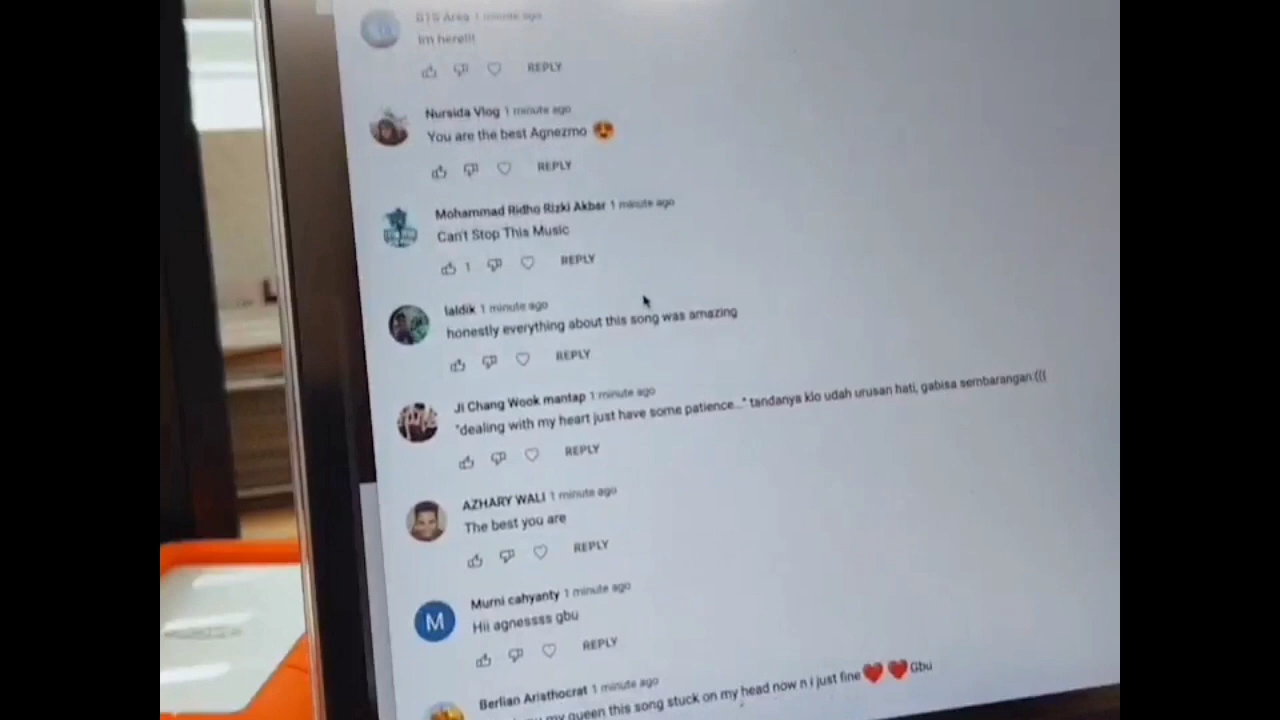 BTS Area 1 minute ago
Im here!!!
REPLY
Nursida Vlog 1 minute ago
You are the best Agnezmo 😍
REPLY
Mohammad Ridho Rizki Akbar 1 minute ago
Can't Stop This Music
1 REPLY
laldik 1 minute ago
honestly everything about this song was amazing
REPLY
Ji Chang Wook mantap 1 minute ago
"dealing with my heart just have some patience..." tandanya klo udah urusan hati, gabisa sembarangan:(((
REPLY
AZHARY WALI 1 minute ago
The best you are
REPLY
M
Murni cahyanty 1 minute ago
Hii agnessss gbu
REPLY
Berlian Aristhocrat 1 minute ago
my queen this song stuck on my head now n i just fine❤️ ❤️ Gbu